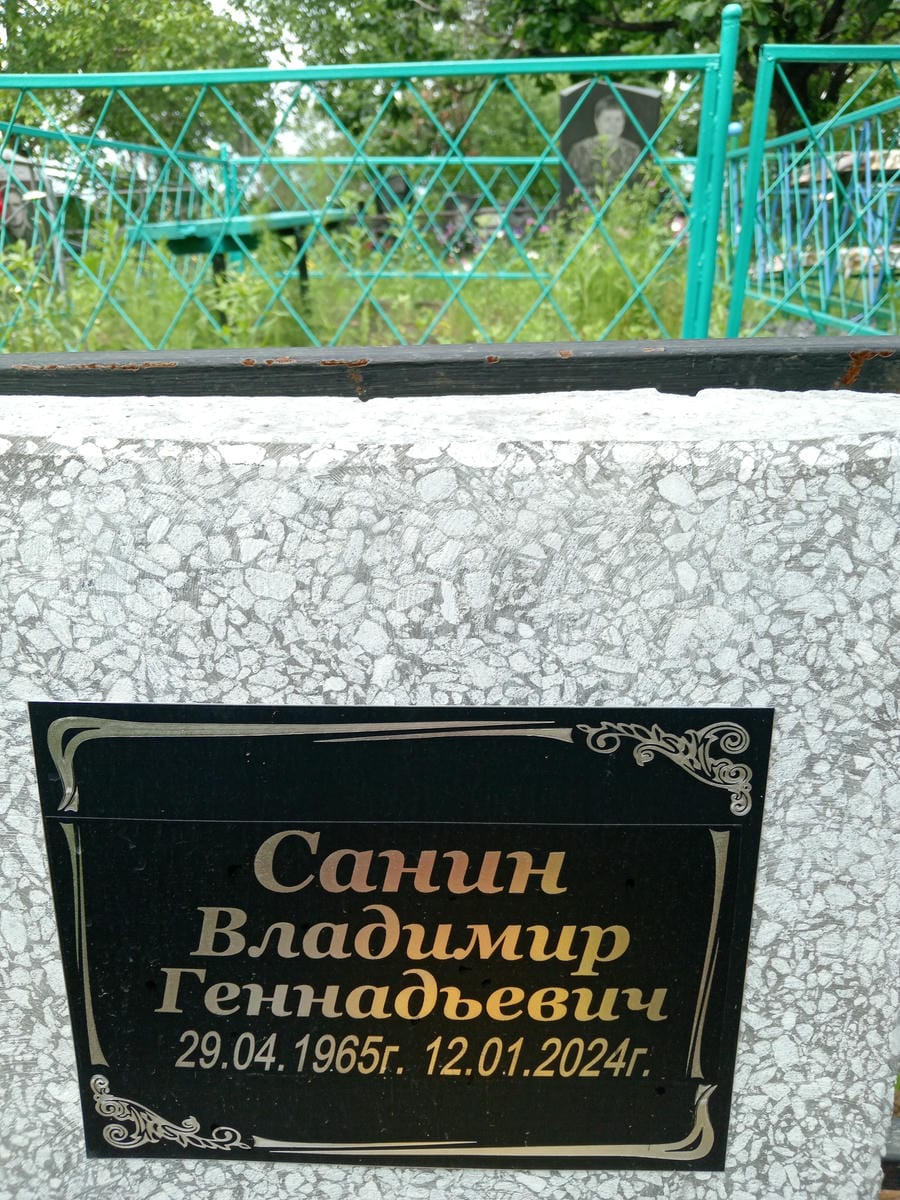 Санин
Владимир
Геннадьевич
29.04.1965г. 12.01.2024г.